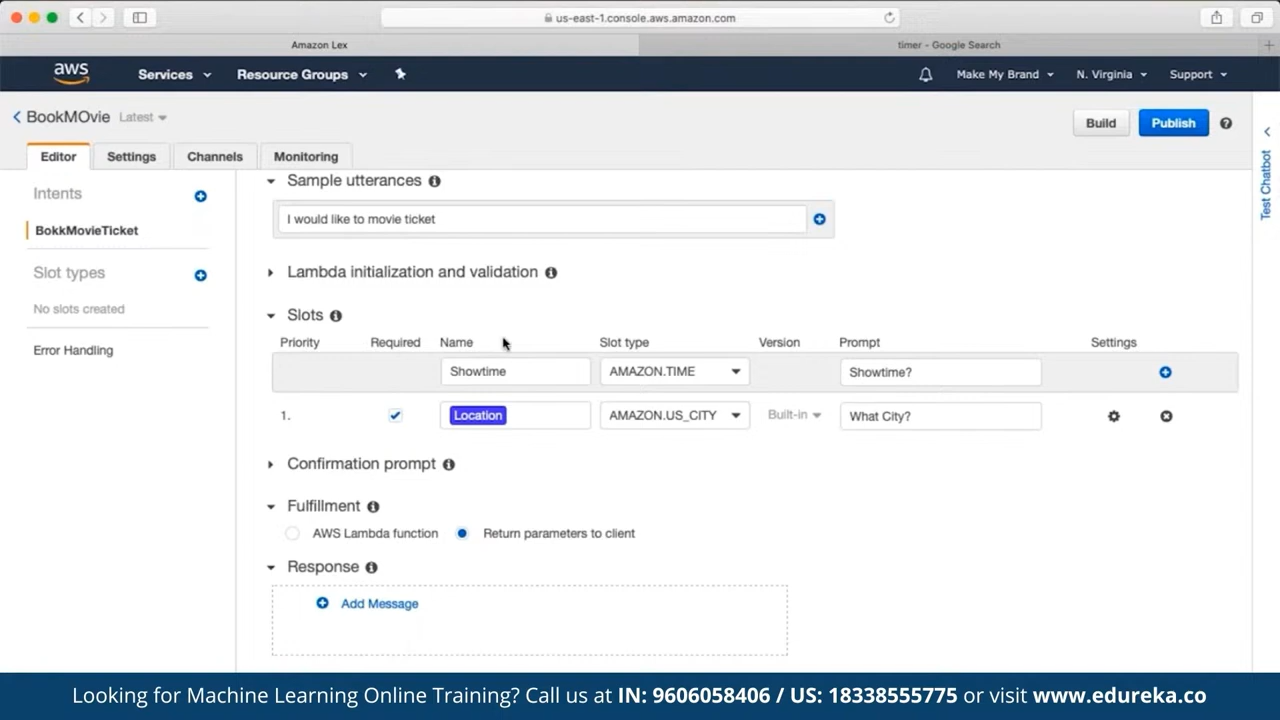 us-east-1.console.aws.amazon.com
Amazon Lex
timer - Google Search
aws
Services
Resource Groups
Make My Brand
N. Virginia
Support
BookMOvie
Latest
Build
Publish
Editor
Settings
Channels
Monitoring
Test Chatbot
Intents
BokkMovieTicket
Slot types
No slots created
Error Handling
Sample utterances
I would like to movie ticket
Lambda initialization and validation
Slots
Priority Required Name Slot type Version Prompt Settings
Showtime AMAZON.TIME Showtime?
1. Location AMAZON.US_CITY Built-in What City?
Confirmation prompt
Fulfillment
AWS Lambda function Return parameters to client
Response
Add Message
Looking for Machine Learning Online Training? Call us at IN: 9606058406 / US: 18338555775 or visit www.edureka.co